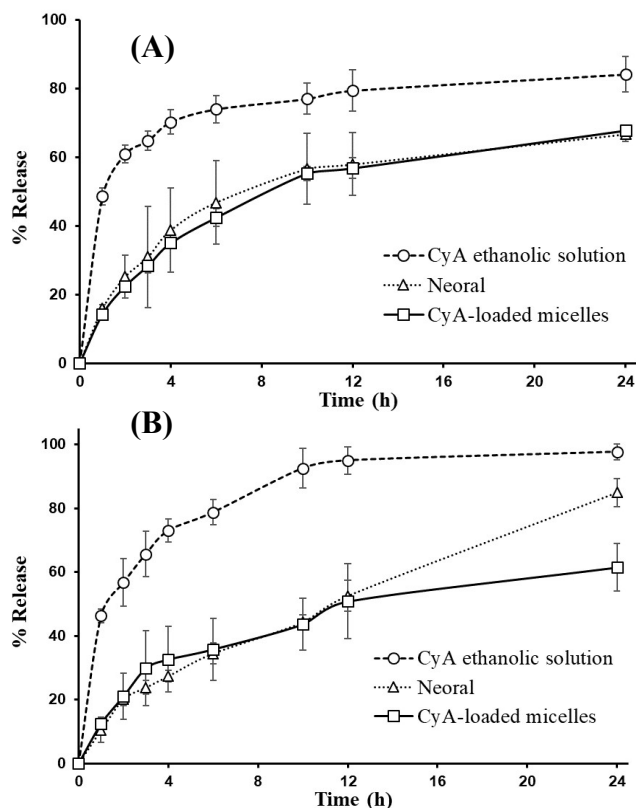 (A)
100
80
60
40
20
0
% Release
CyA ethanolic solution
Neoral
CyA-loaded micelles
0 4 8 12 16 20 24
Time (h)
(B)
100
80
60
40
20
0
% Release
CyA ethanolic solution
Neoral
CyA-loaded micelles
0 4 8 12 16 20 24
Time (h)